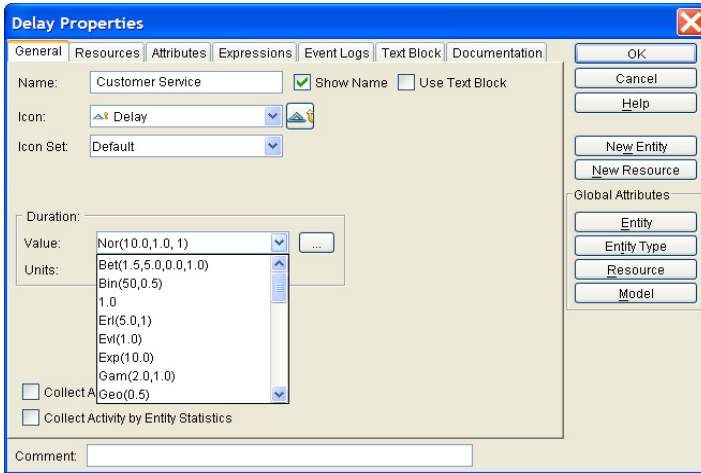 Delay Properties
General Resources Attributes Expressions Event Logs Text Block Documentation
Name: Customer Service Show Name Use Text Block
Icon: Delay
Icon Set: Default
Duration:
Value: Nor(10.0,1.0, 1) ...
Units:
Bet(1.5,5.0,0.0,1.0)
Bin(50,0.5)
1.0
Erl(5.0,1)
Evl(1.0)
Exp(10.0)
Gam(2.0,1.0)
Geo(0.5)
Collect A
Collect Activity by Entity Statistics
Comment:
OK
Cancel
Help
New Entity
New Resource
Global Attributes
Entity
Entity Type
Resource
Model